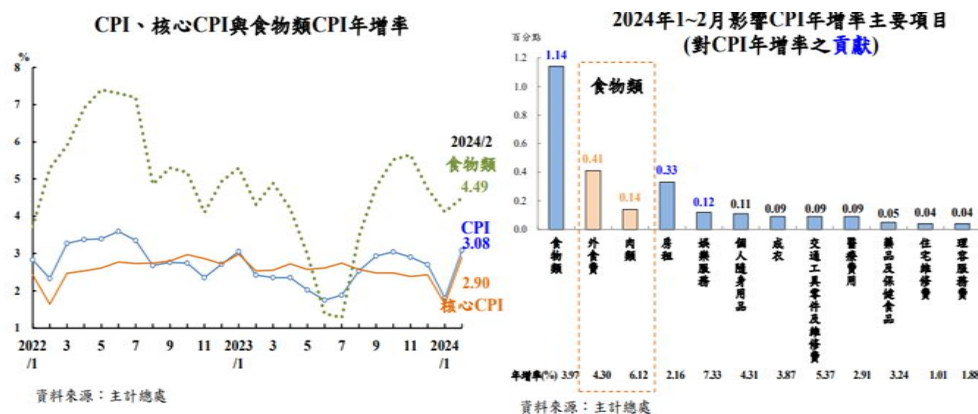 CPI、核心CPI與食物類CPI年增率
%
8
7
6
5
4
3
2
1
2024/2
食物類
4.49
CPI
3.08
2.90
核心CPI
2022
/1
3
5
7
9
11
2023
/1
3
5
7
9
11
2024
/1
資料來源：主計總處
2024年1~2月影響CPI年增率主要項目
(對CPI年增率之貢獻)
百分點
1.2
1.0
0.8
0.6
0.4
0.2
0.0
食物類
1.14
0.41
0.14
0.33
0.12
0.11
0.09
0.09
0.09
0.05
0.04
0.04
食物類
外食費
肉類
房租
娛樂服務
個人隨身用品
成衣
交通工具零件及維修費
醫療費用
藥品及保健食品
住宅維修費
理容服務費
年增率(%) 3.97 4.30 6.12 2.16 7.33 4.31 3.87 5.37 2.91 3.24 1.01 1.88
資料來源：主計總處